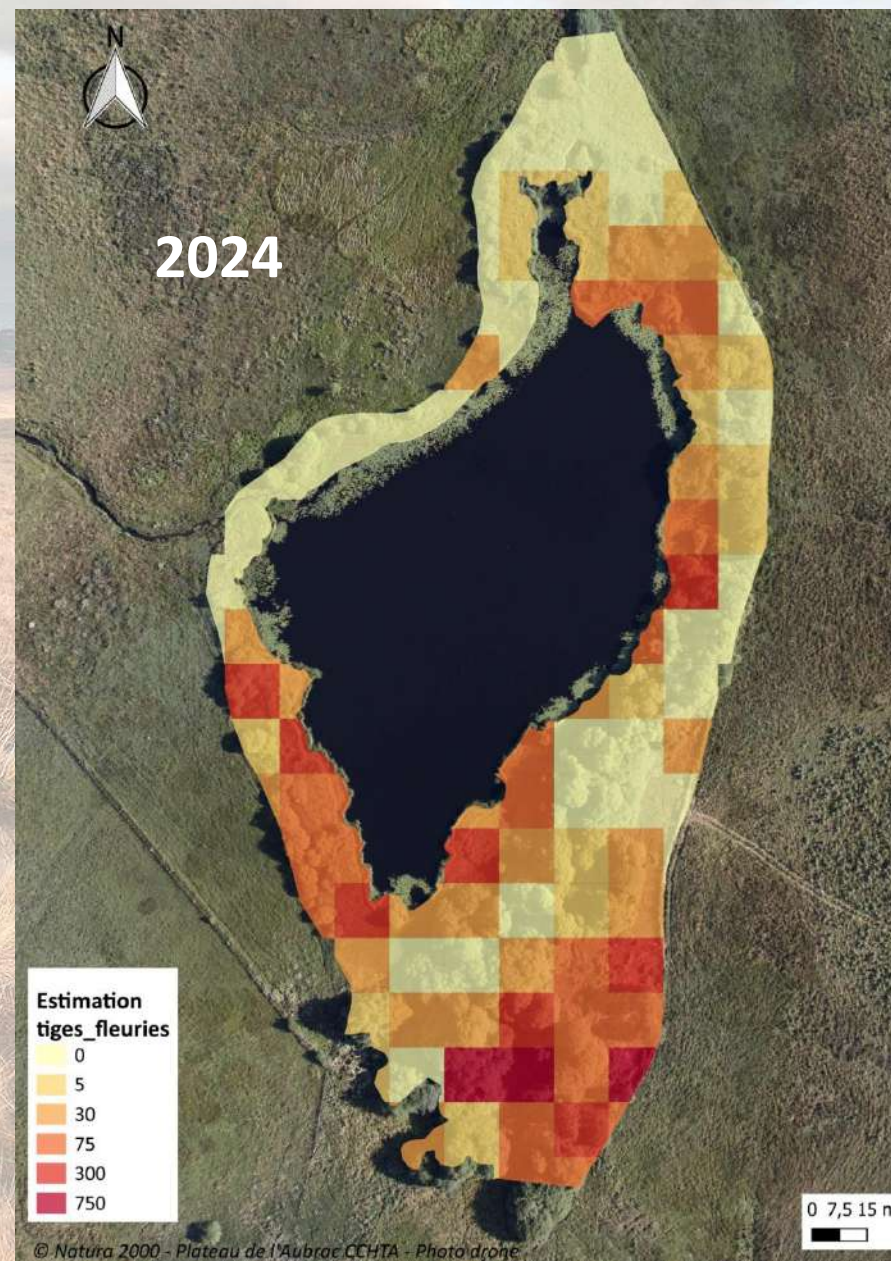 N
2024
Estimation
tiges_fleuries
0
5
30
75
300
750
0 7,5 15 m
© Natura 2000 - Plateau de l'Aubrac CCHTA - Photo drone